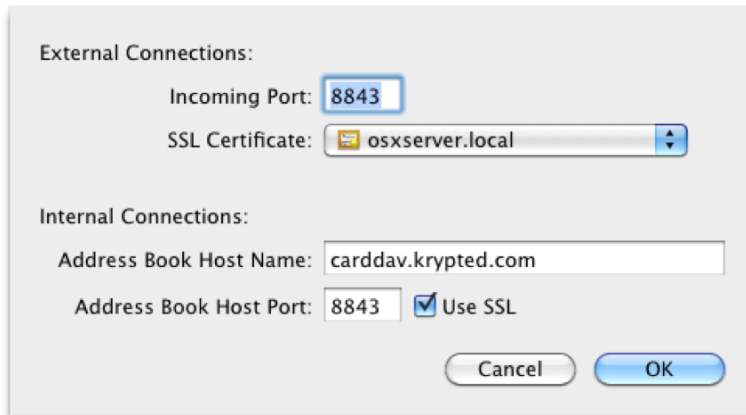 External Connections:
Incoming Port: 8843
SSL Certificate: osxserver.local
Internal Connections:
Address Book Host Name: carddav.krypted.com
Address Book Host Port: 8843 Use SSL
Cancel OK